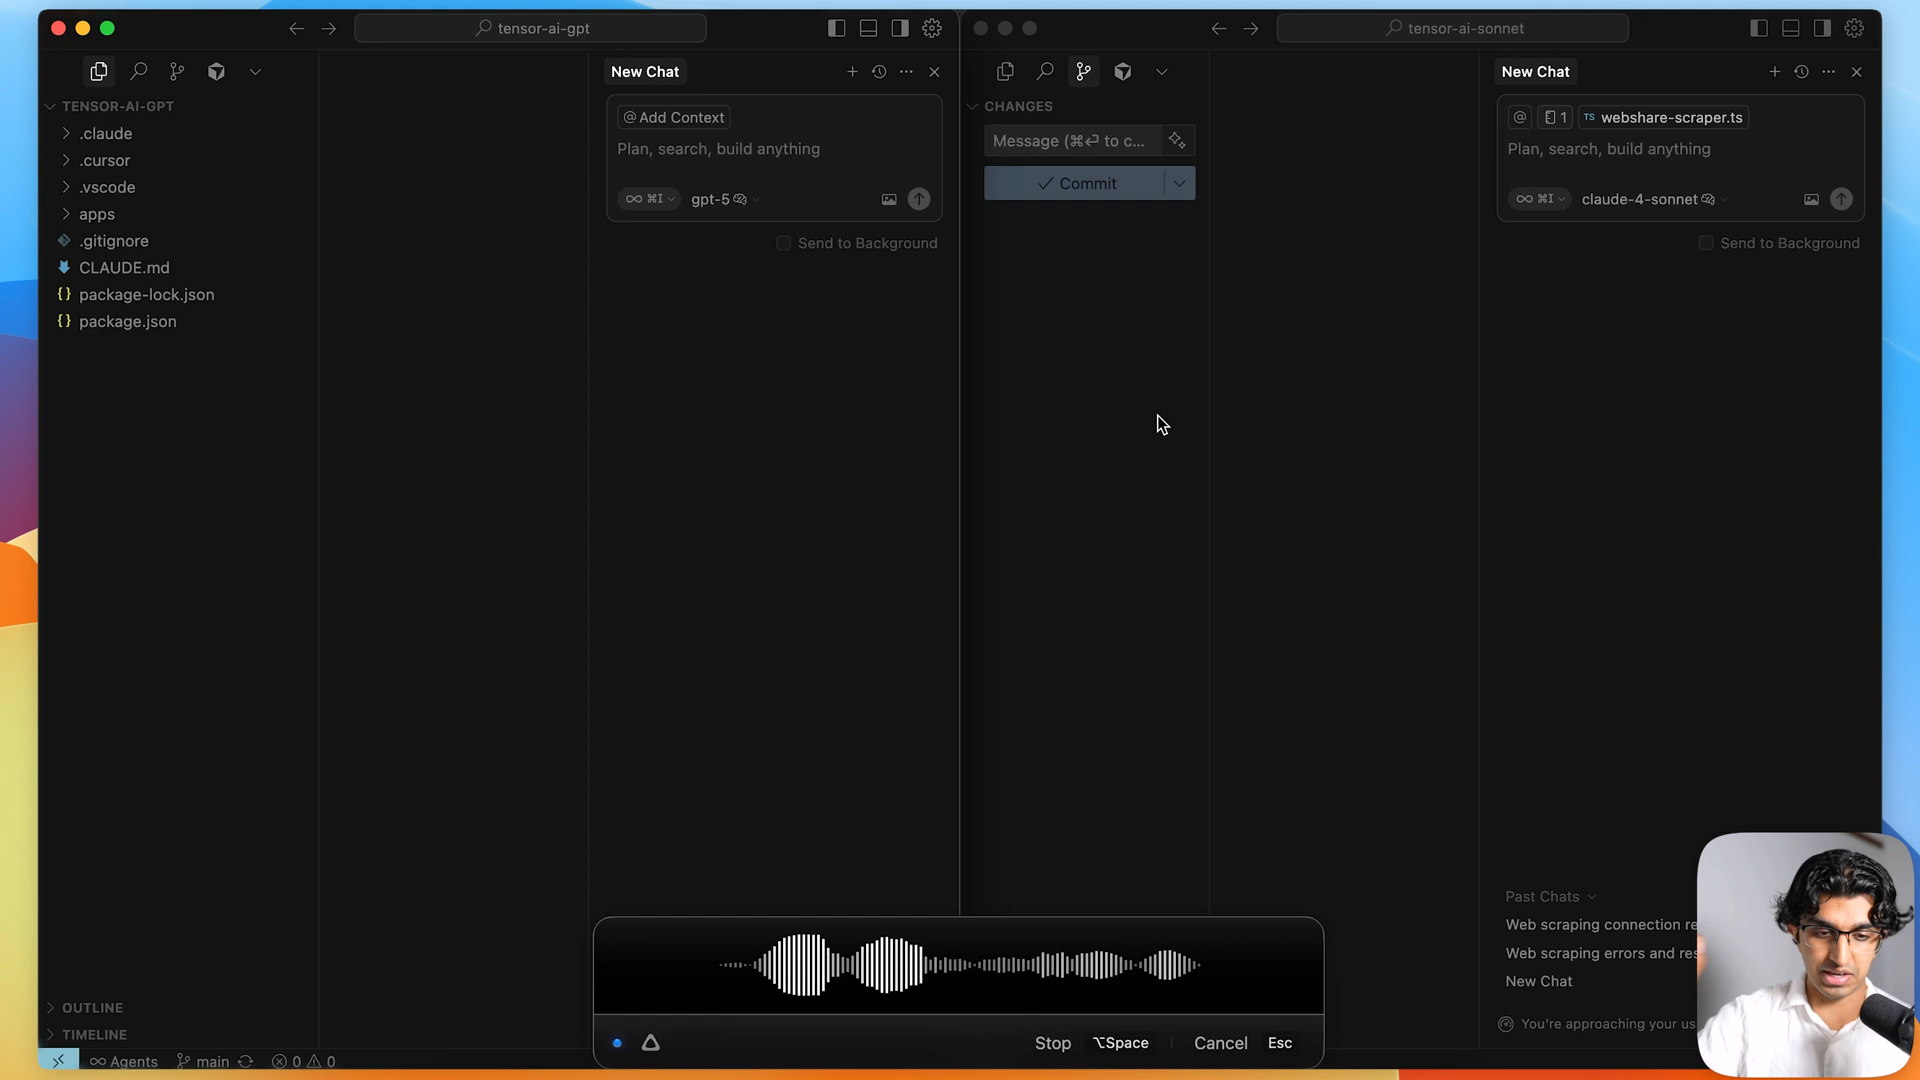 tensor-ai-gpt
TENSOR-AI-GPT
.claude
.cursor
.vscode
apps
.gitignore
CLAUDE.md
package-lock.json
package.json
OUTLINE
TIMELINE
Agents
main
0
0
New Chat
@ Add Context
Plan, search, build anything
⌘I
gpt-5
Send to Background
tensor-ai-sonnet
CHANGES
Message (⌘⏎ to c...
Commit
New Chat
@
1
TS webshare-scraper.ts
Plan, search, build anything
⌘I
claude-4-sonnet
Send to Background
Past Chats
Web scraping connection re
Web scraping errors and res
New Chat
You're approaching your us
Stop ⌥Space
Cancel Esc